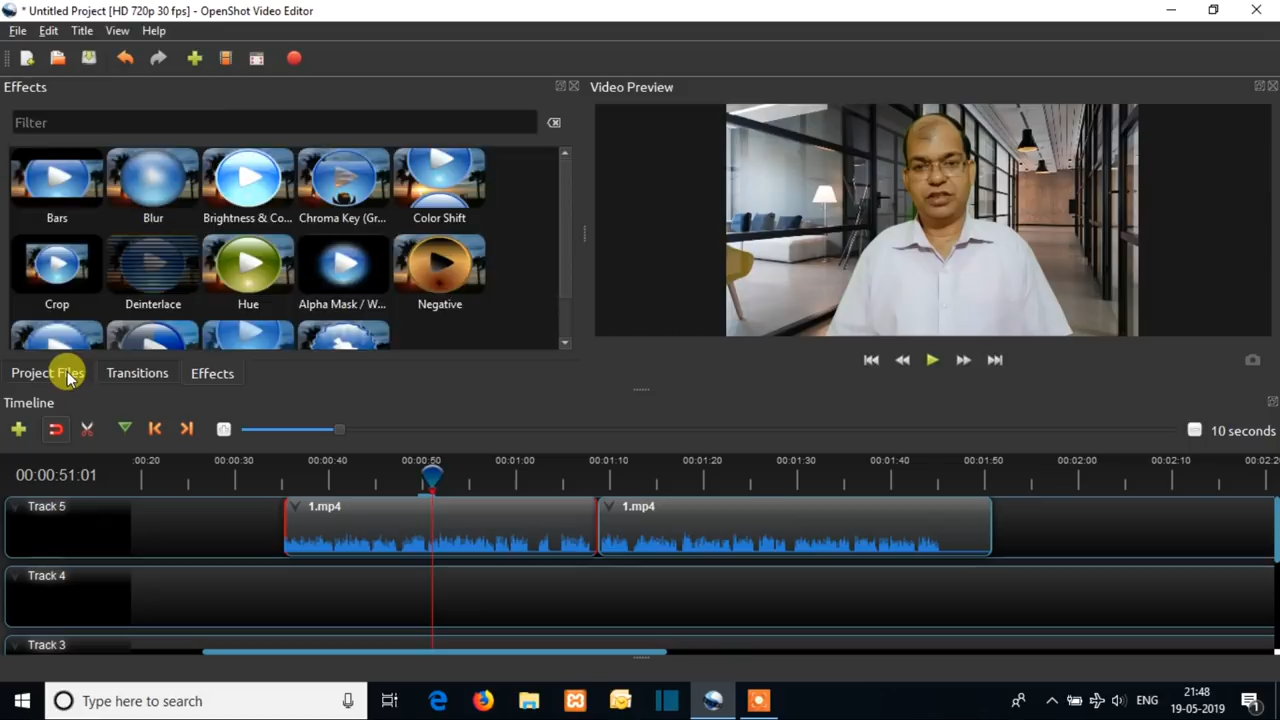 * Untitled Project [HD 720p 30 fps] - OpenShot Video Editor
File Edit Title View Help
Effects
Video Preview
Filter
Bars
Blur
Brightness & Co...
Chroma Key (Gr...
Color Shift
Crop
Deinterlace
Hue
Alpha Mask / W...
Negative
Project Files
Transitions
Effects
Timeline
10 seconds
00:00:51:01
:00:20 00:00:30 00:00:40 00:00:50 00:01:00 00:01:10 00:01:20 00:01:30 00:01:40 00:01:50 00:02:00 00:02:10 00:02:2
Track 5
1.mp4
1.mp4
Track 4
Track 3
Type here to search
ENG
21:48
19-05-2019
1